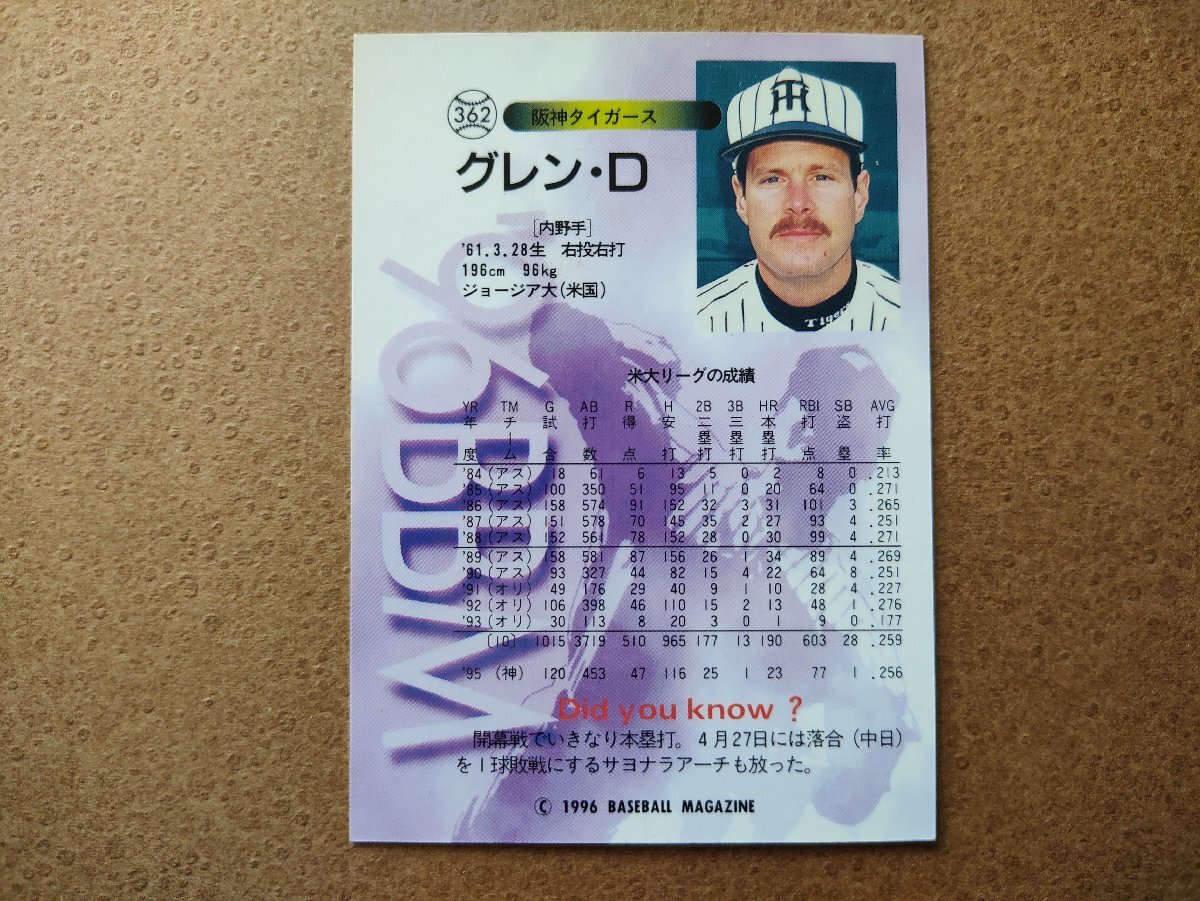 362 阪神タイガース
グレン・D
[内野手]
'61.3.28生 右投右打
196cm 96kg
ジョージア大(米国)
Tigers
'96 BBM
米大リーグの成績
YR TM G AB R H 2B 3B HR RBI SB AVG
年度 チーム 試合 打数 得点 安打 二塁打 三塁打 本塁打 打点 盗塁 打率
'84 (アス) 18 61 6 13 5 0 2 8 0 .213
'85 (アス) 100 350 51 95 11 0 20 64 0 .271
'86 (アス) 158 574 91 152 32 3 31 101 3 .265
'87 (アス) 151 578 70 145 35 2 27 93 4 .251
'88 (アス) 152 561 78 152 28 0 30 99 4 .271
'89 (アス) 158 581 87 156 26 1 34 89 4 .269
'90 (アス) 93 327 44 82 15 4 22 64 8 .251
'91 (オリ) 49 176 29 40 9 1 10 28 4 .227
'92 (オリ) 106 398 46 110 15 2 13 48 1 .276
'93 (オリ) 30 113 8 20 3 0 1 9 0 .177
〔10〕 1015 3719 510 965 177 13 190 603 28 .259
'95 (神) 120 453 47 116 25 1 23 77 1 .256
Did you know ?
開幕戦でいきなり本塁打。4月27日には落合(中日)
を1球敗戦にするサヨナラアーチも放った。
© 1996 BASEBALL MAGAZINE